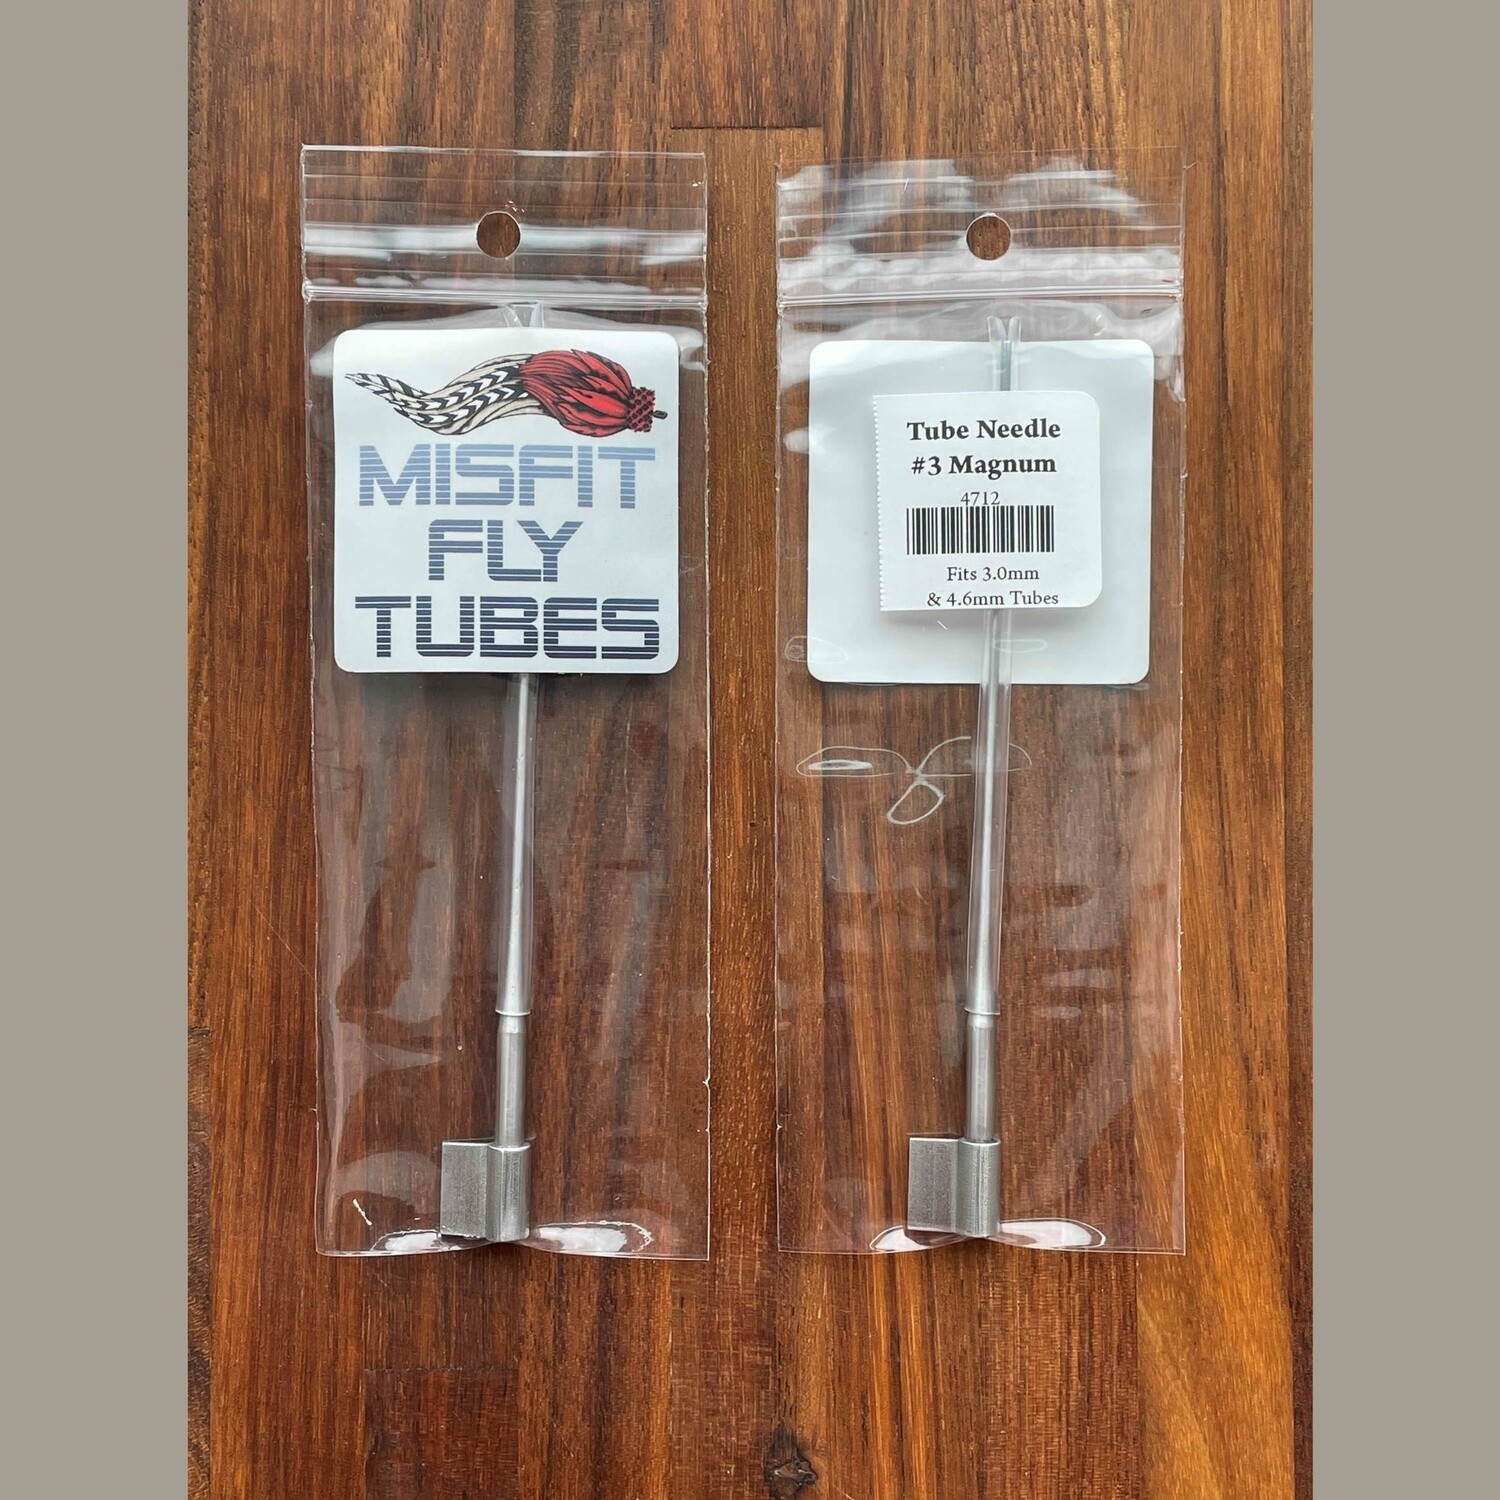 MISFIT
FLY
TUBES
Tube Needle
#3 Magnum
4712
Fits 3.0mm
& 4.6mm Tubes